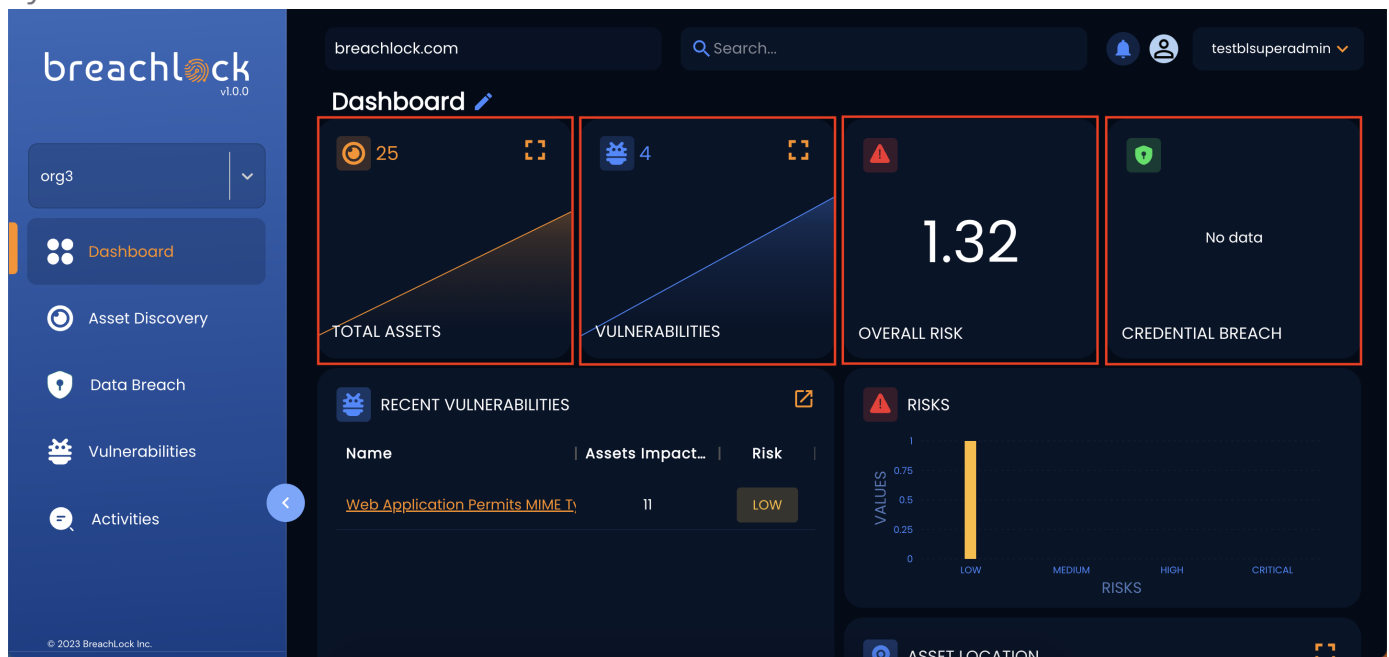 breachlock
v1.0.0
org3
Dashboard
Asset Discovery
Data Breach
Vulnerabilities
Activities
© 2023 BreachLock Inc.
breachlock.com
Search...
testblsuperadmin
Dashboard
25
TOTAL ASSETS
4
VULNERABILITIES
1.32
OVERALL RISK
No data
CREDENTIAL BREACH
RECENT VULNERABILITIES
Name
Assets Impact...
Risk
Web Application Permits MIME Ty
11
LOW
RISKS
VALUES
1
0.75
0.5
0.25
0
LOW
MEDIUM
HIGH
CRITICAL
RISKS
ASSET LOCATION